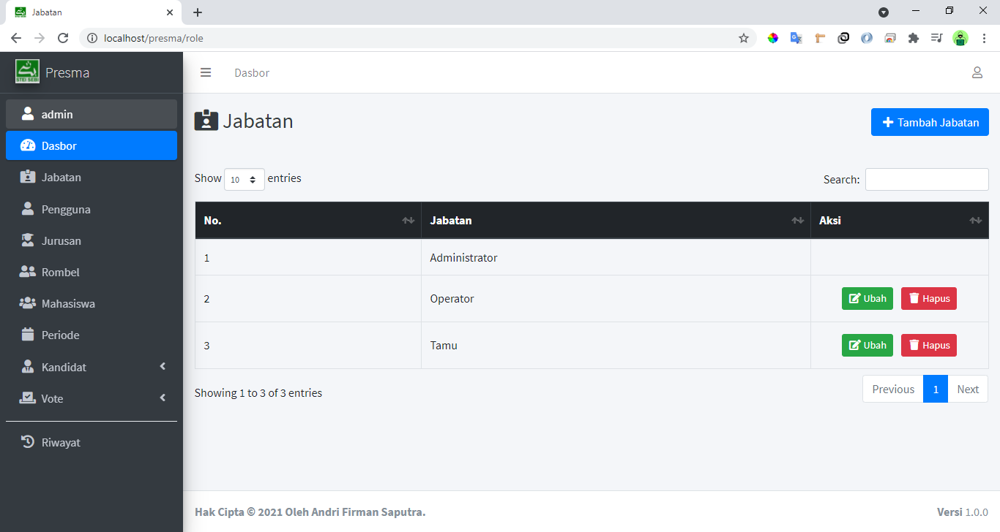 Jabatan
localhost/presma/role
STEI SEBI
Presma
Dasbor
admin
Dasbor
Jabatan
Pengguna
Jurusan
Rombel
Mahasiswa
Periode
Kandidat
Vote
Riwayat
Jabatan
Tambah Jabatan
Show 10 entries
Search:
No. Jabatan Aksi
1 Administrator
2 Operator Ubah Hapus
3 Tamu Ubah Hapus
Showing 1 to 3 of 3 entries
Previous 1 Next
Hak Cipta © 2021 Oleh Andri Firman Saputra.
Versi 1.0.0